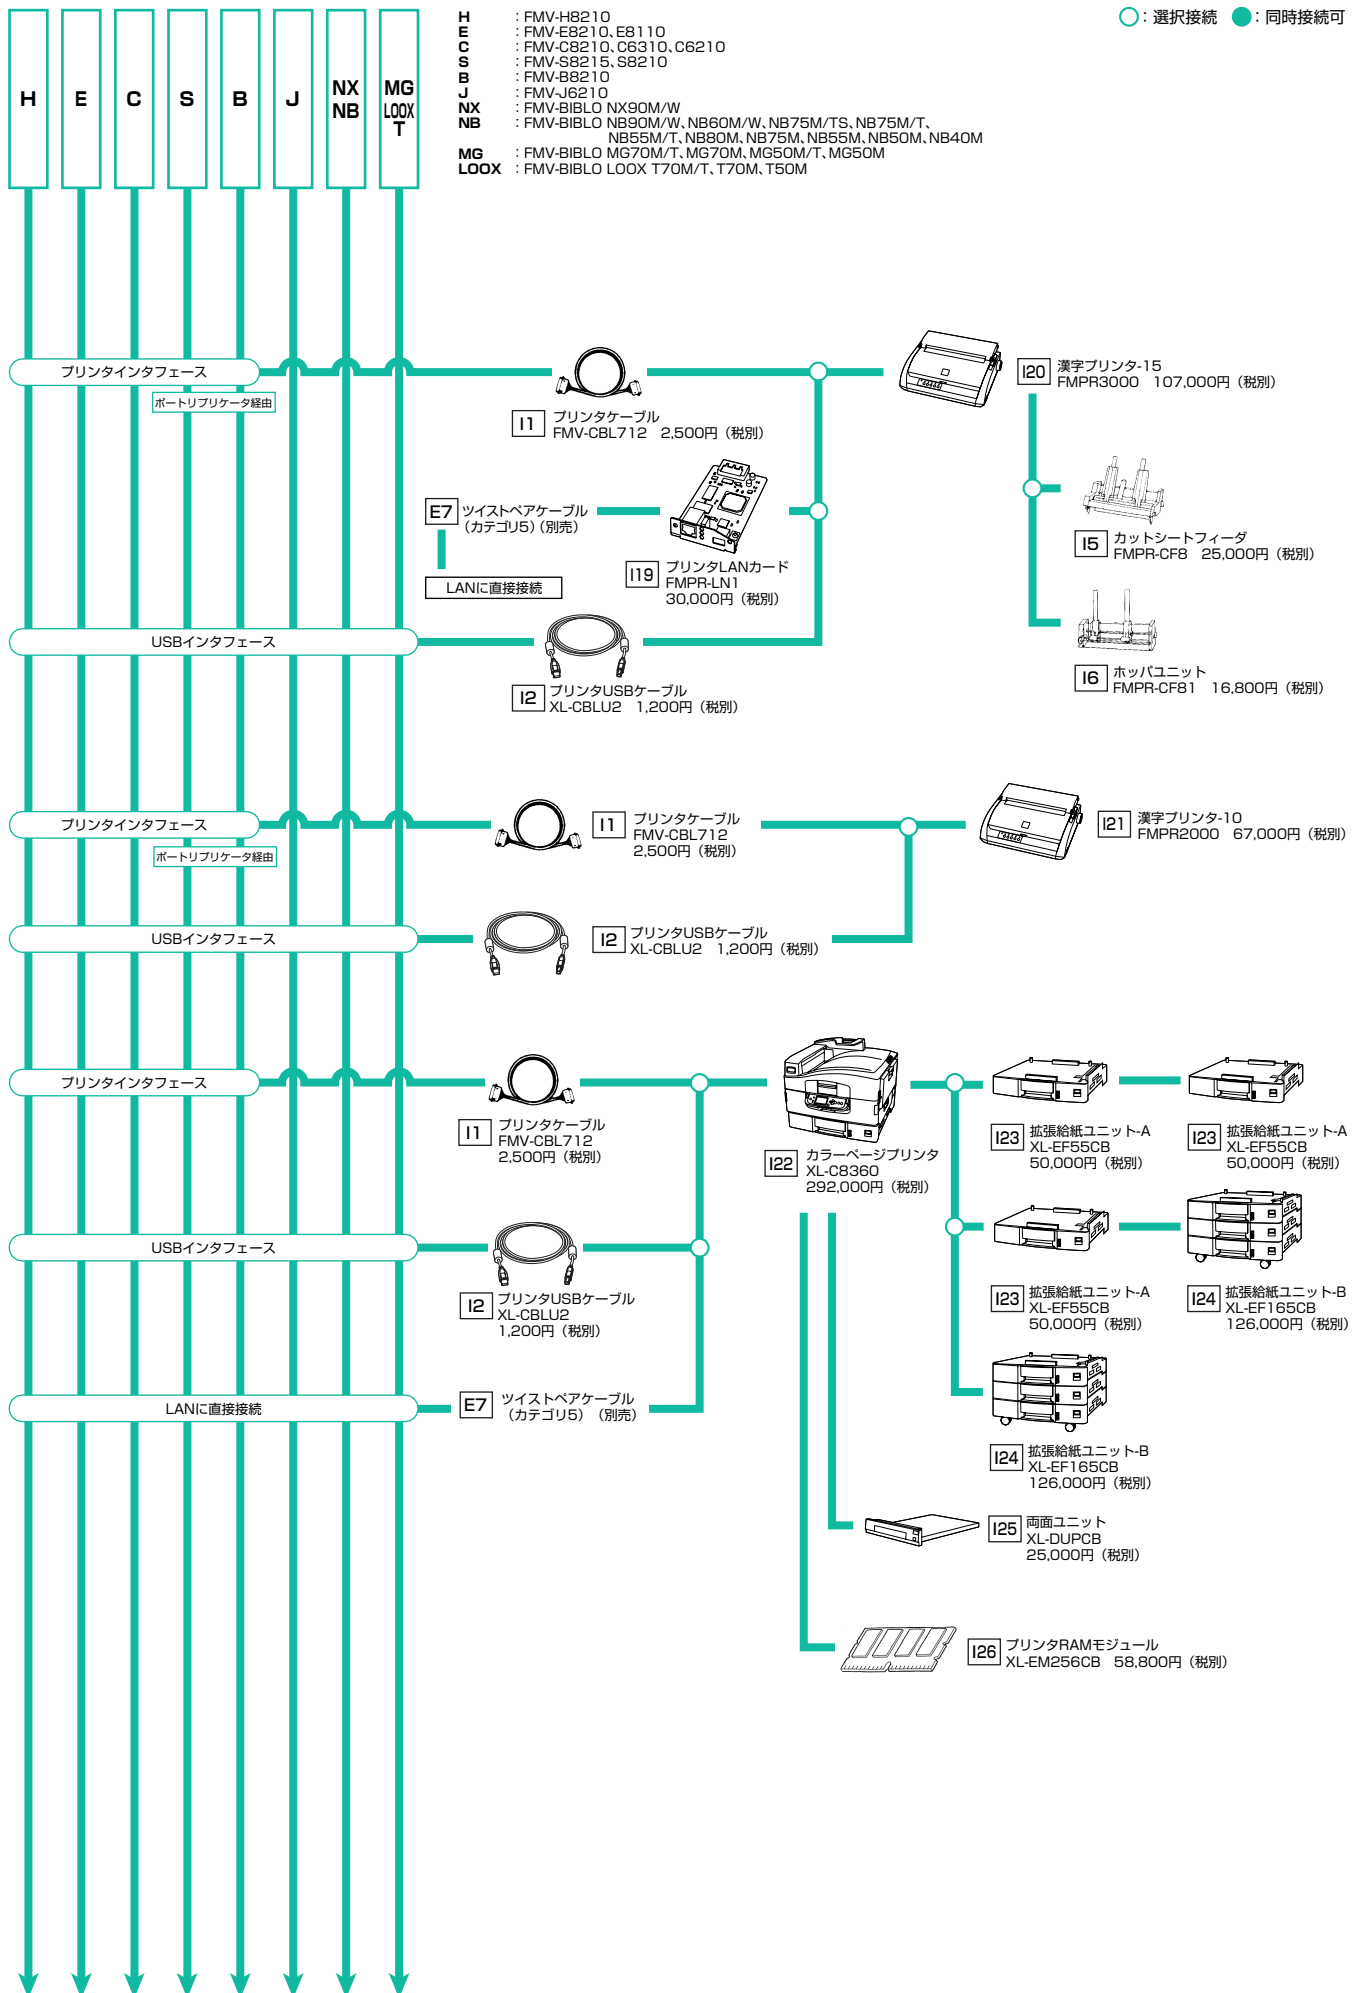 H
E
C
S
B
J
NX
NB
MG
LOOX
T
H : FMV-H8210
E : FMV-E8210、E8110
C : FMV-C8210、C6310、C6210
S : FMV-S8215、S8210
B : FMV-B8210
J : FMV-J6210
NX : FMV-BIBLO NX90M/W
NB : FMV-BIBLO NB90M/W、NB60M/W、NB75M/TS、NB75M/T、
NB55M/T、NB80M、NB75M、NB55M、NB50M、NB40M
MG : FMV-BIBLO MG70M/T、MG70M、MG50M/T、MG50M
LOOX : FMV-BIBLO LOOX T70M/T、T70M、T50M
○：選択接続 ●：同時接続可
プリンタインタフェース
ポートリプリケータ経由
I1 プリンタケーブル
FMV-CBL712 2,500円（税別）
I20 漢字プリンタ-15
FMPR3000 107,000円（税別）
E7 ツイストペアケーブル
（カテゴリ5）（別売）
LANに直接接続
I19 プリンタLANカード
FMPR-LN1
30,000円（税別）
I5 カットシートフィーダ
FMPR-CF8 25,000円（税別）
USBインタフェース
I2 プリンタUSBケーブル
XL-CBLU2 1,200円（税別）
I6 ホッパユニット
FMPR-CF81 16,800円（税別）
プリンタインタフェース
ポートリプリケータ経由
I1 プリンタケーブル
FMV-CBL712
2,500円（税別）
I21 漢字プリンタ-10
FMPR2000 67,000円（税別）
USBインタフェース
I2 プリンタUSBケーブル
XL-CBLU2 1,200円（税別）
プリンタインタフェース
I1 プリンタケーブル
FMV-CBL712
2,500円（税別）
I22 カラーページプリンタ
XL-C8360
292,000円（税別）
I23 拡張給紙ユニット-A
XL-EF55CB
50,000円（税別）
I23 拡張給紙ユニット-A
XL-EF55CB
50,000円（税別）
USBインタフェース
I2 プリンタUSBケーブル
XL-CBLU2
1,200円（税別）
I23 拡張給紙ユニット-A
XL-EF55CB
50,000円（税別）
I24 拡張給紙ユニット-B
XL-EF165CB
126,000円（税別）
LANに直接接続
E7 ツイストペアケーブル
（カテゴリ5）（別売）
I24 拡張給紙ユニット-B
XL-EF165CB
126,000円（税別）
I25 両面ユニット
XL-DUPCB
25,000円（税別）
I26 プリンタRAMモジュール
XL-EM256CB 58,800円（税別）